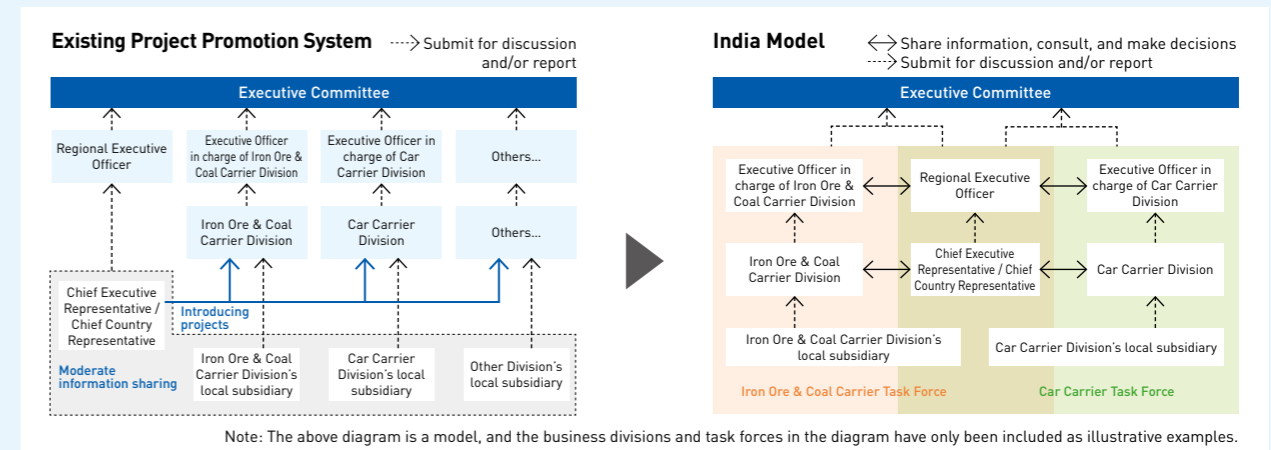 Existing Project Promotion System
Submit for discussion
and/or report
Executive Committee
Regional Executive
Officer
Executive Officer
in charge of Iron Ore &
Coal Carrier Division
Executive Officer in
charge of Car
Carrier Division
Others...
Iron Ore & Coal
Carrier Division
Car Carrier
Division
Others...
Chief Executive
Representative /
Chief Country
Representative
Introducing
projects
Moderate
information sharing
Iron Ore & Coal
Carrier Division's
local subsidiary
Car Carrier
Division's local
subsidiary
Other Division's
local subsidiary
India Model
Share information, consult, and make decisions
Submit for discussion and/or report
Executive Committee
Executive Officer in
charge of Iron Ore &
Coal Carrier Division
Regional Executive
Officer
Executive Officer in
charge of Car Carrier
Division
Iron Ore & Coal
Carrier Division
Chief Executive
Representative / Chief
Country Representative
Car Carrier Division
Iron Ore & Coal Carrier Division's
local subsidiary
Car Carrier Division's local subsidiary
Iron Ore & Coal Carrier Task Force
Car Carrier Task Force
Note: The above diagram is a model, and the business divisions and task forces in the diagram have only been included as illustrative examples.